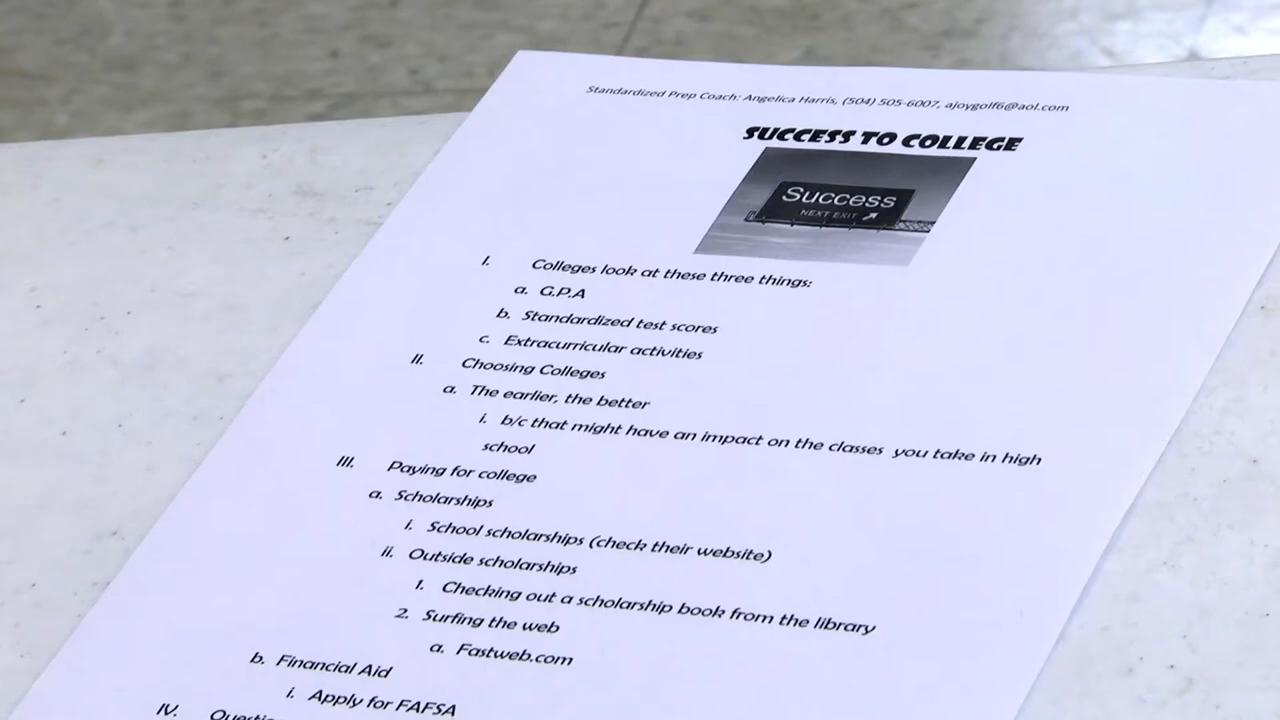 Standardized Prep Coach: Angelica Harris, (504) 505-6007, ajoygolf6@aol.com
SUCCESS TO COLLEGE
Success
NEXT EXIT
I. Colleges look at these three things:
a. G.P.A
b. Standardized test scores
c. Extracurricular activities
II. Choosing Colleges
a. The earlier, the better
i. b/c that might have an impact on the classes you take in high
school
III. Paying for college
a. Scholarships
i. School scholarships (check their website)
ii. Outside scholarships
1. Checking out a scholarship book from the library
2. Surfing the web
a. Fastweb.com
b. Financial Aid
i. Apply for FAFSA
IV.